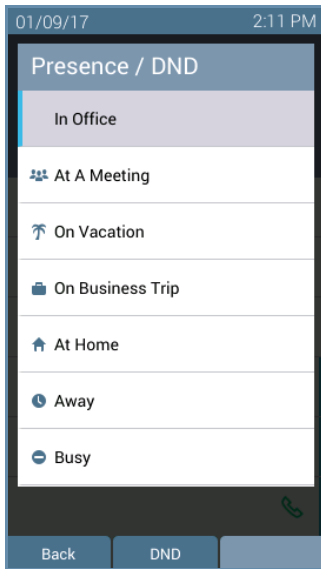 01/09/17 2:11 PM
Presence / DND
In Office
At A Meeting
On Vacation
On Business Trip
At Home
Away
Busy
Back DND